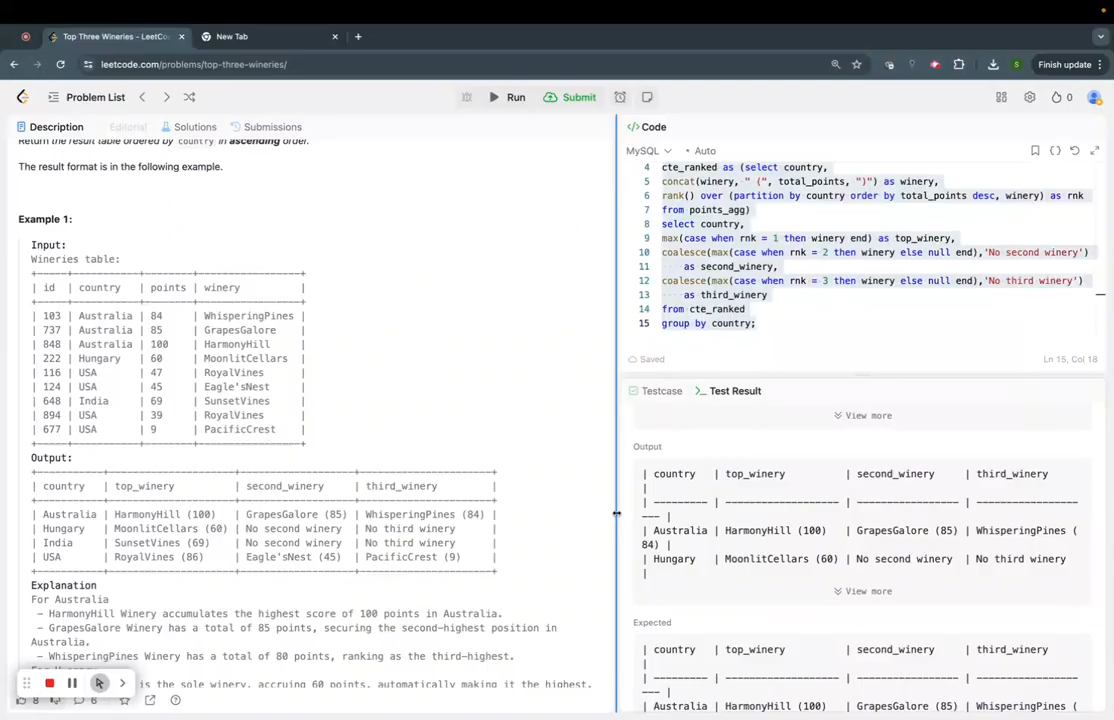 Top Three Wineries - LeetCo
New Tab
leetcode.com/problems/top-three-wineries/
Finish update
Problem List
Run
Submit
0
Description
Editorial
Solutions
Submissions
Return the result table ordered by country in ascending order.
The result format is in the following example.
Example 1:
Input:
Wineries table:
+-----+-----------+--------+-----------------+
| id | country | points | winery |
+-----+-----------+--------+-----------------+
| 103 | Australia | 84 | WhisperingPines |
| 737 | Australia | 85 | GrapesGalore |
| 848 | Australia | 100 | HarmonyHill |
| 222 | Hungary | 60 | MoonlitCellars |
| 116 | USA | 47 | RoyalVines |
| 124 | USA | 45 | Eagle'sNest |
| 648 | India | 69 | SunsetVines |
| 894 | USA | 39 | RoyalVines |
| 677 | USA | 9 | PacificCrest |
+-----+-----------+--------+-----------------+
Output:
+-----------+---------------------+-------------------+----------------------+
| country | top_winery | second_winery | third_winery |
+-----------+---------------------+-------------------+----------------------+
| Australia | HarmonyHill (100) | GrapesGalore (85) | WhisperingPines (84) |
| Hungary | MoonlitCellars (60) | No second winery | No third winery |
| India | SunsetVines (69) | No second winery | No third winery |
| USA | RoyalVines (86) | Eagle'sNest (45) | PacificCrest (9) |
+-----------+---------------------+-------------------+----------------------+
Explanation
For Australia
- HarmonyHill Winery accumulates the highest score of 100 points in Australia.
- GrapesGalore Winery has a total of 85 points, securing the second-highest position in
Australia.
- WhisperingPines Winery has a total of 80 points, ranking as the third-highest.
is the sole winery, accruing 60 points, automatically making it the highest.
8
6
Code
MySQL
Auto
4 cte_ranked as (select country,
5 concat(winery, " (", total_points, ")") as winery,
6 rank() over (partition by country order by total_points desc, winery) as rnk
7 from points_agg)
8 select country,
9 max(case when rnk = 1 then winery end) as top_winery,
10 coalesce(max(case when rnk = 2 then winery else null end),'No second winery')
11 as second_winery,
12 coalesce(max(case when rnk = 3 then winery else null end),'No third winery')
13 as third_winery
14 from cte_ranked
15 group by country;
Saved
Ln 15, Col 18
Testcase
Test Result
View more
Output
| country | top_winery | second_winery | third_winery
|
| --------- | ------------------- | ----------------- | -----------------
--- |
| Australia | HarmonyHill (100) | GrapesGalore (85) | WhisperingPines (
84) |
| Hungary | MoonlitCellars (60) | No second winery | No third winery
|
View more
Expected
| country | top_winery | second_winery | third_winery
|
| --------- | ------------------- | ----------------- | -----------------
--- |
| Australia | HarmonyHill (100) | GrapesGalore (85) | WhisperingPines (